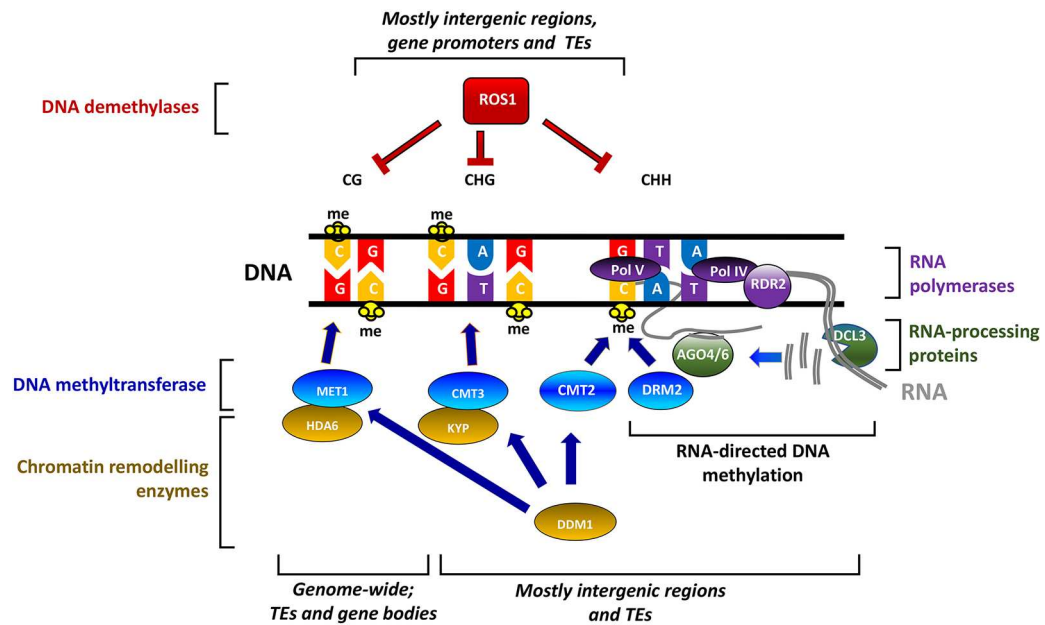 Mostly intergenic regions,
gene promoters and TEs
DNA demethylases
ROS1
CG
CHG
CHH
me
me
C
G
C
A
G
G
T
A
DNA
Pol V
Pol IV
RDR2
RNA
polymerases
G
C
G
T
C
C
A
T
me
me
me
DCL3
RNA-processing
proteins
AGO4/6
RNA
DNA methyltransferase
MET1
CMT3
CMT2
DRM2
HDA6
KYP
RNA-directed DNA
methylation
Chromatin remodelling
enzymes
DDM1
Genome-wide;
TEs and gene bodies
Mostly intergenic regions
and TEs